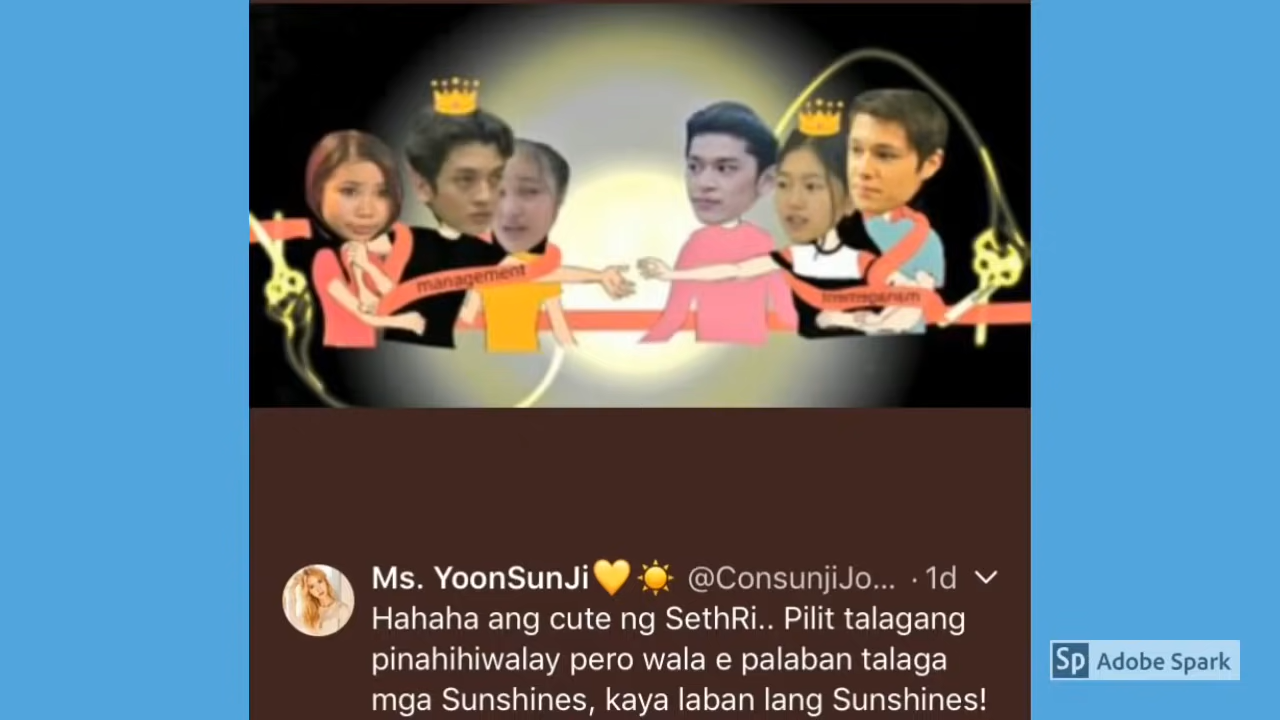 management
Ms. YoonSunJi💛☀️ @ConsunjiJo... · 1d
Hahaha ang cute ng SethRi.. Pilit talagang
pinahihiwalay pero wala e palaban talaga
mga Sunshines, kaya laban lang Sunshines!
Sp Adobe Spark